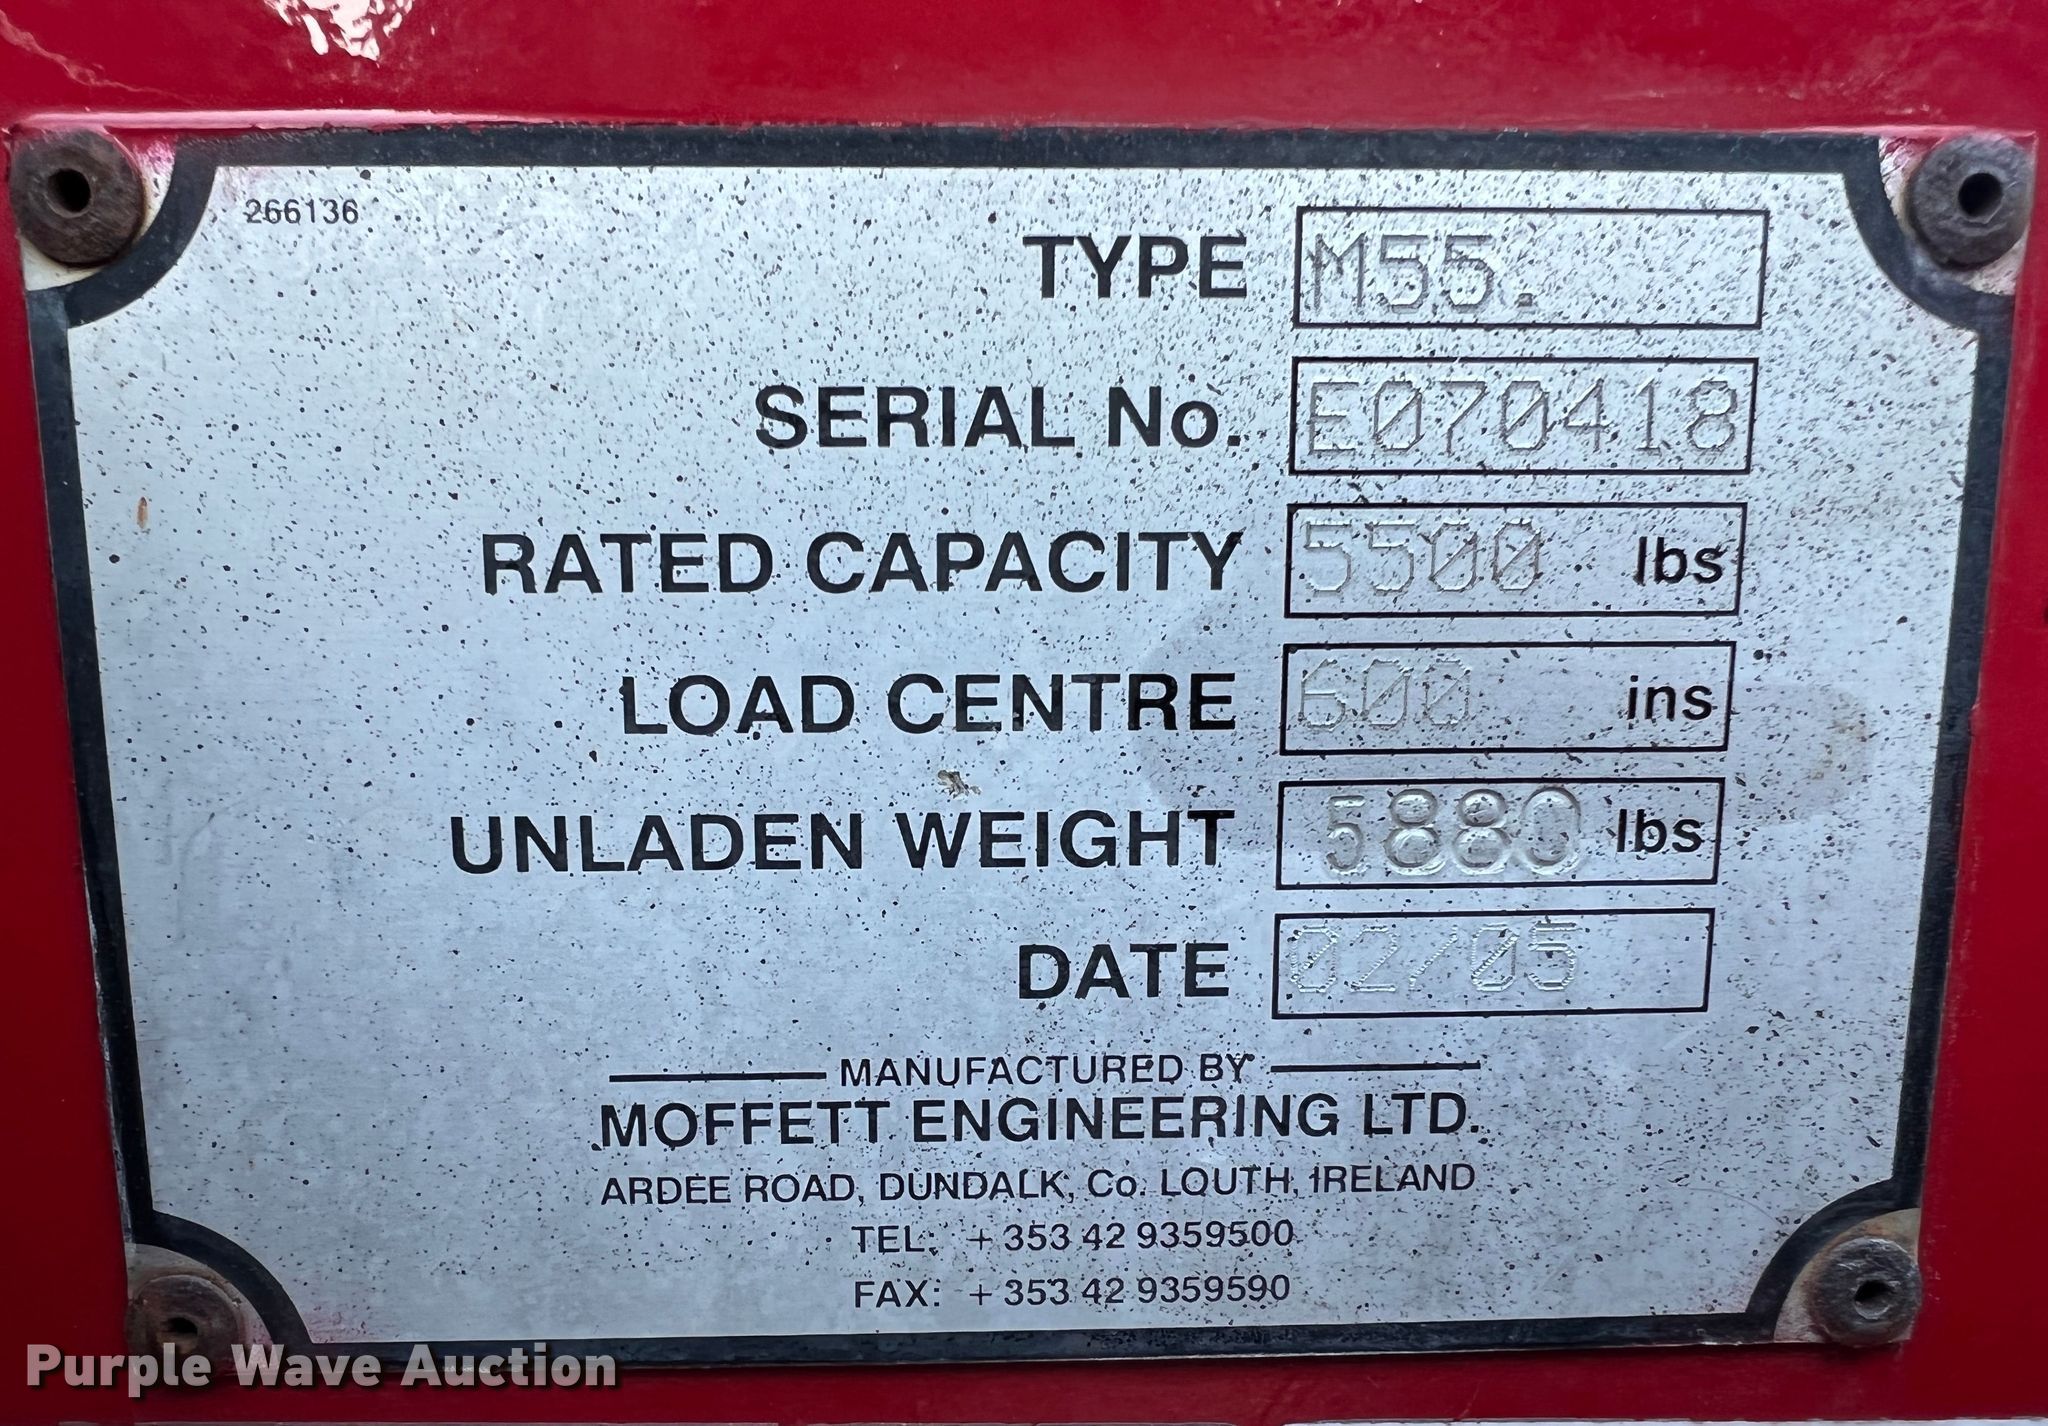 266136
TYPE M55.
SERIAL No. E070418
RATED CAPACITY 5500 lbs
LOAD CENTRE 600 ins
UNLADEN WEIGHT 5880 lbs
DATE 02/05
MANUFACTURED BY
MOFFETT ENGINEERING LTD.
ARDEE ROAD, DUNDALK, Co. LOUTH, IRELAND
TEL: + 353 42 9359500
FAX: + 353 42 9359590
Purple Wave Auction